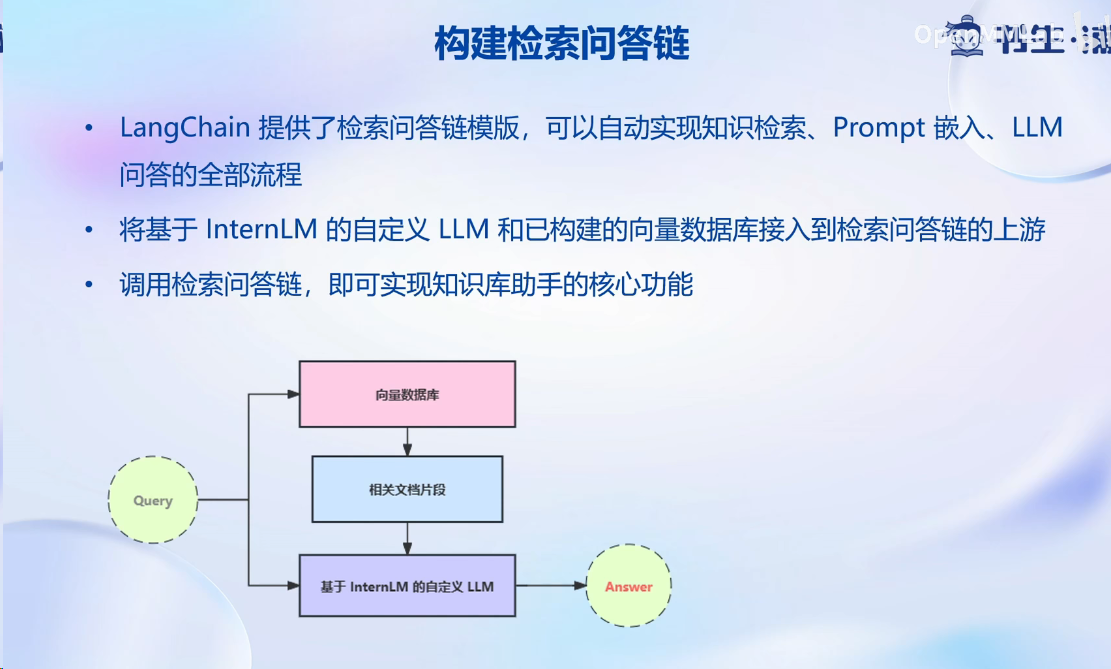 构建检索问答链
OpenMMLab
书生·浦
• LangChain 提供了检索问答链模版，可以自动实现知识检索、Prompt 嵌入、LLM
问答的全部流程
• 将基于 InternLM 的自定义 LLM 和已构建的向量数据库接入到检索问答链的上游
• 调用检索问答链，即可实现知识库助手的核心功能
向量数据库
相关文档片段
Query
基于 InternLM 的自定义 LLM
Answer